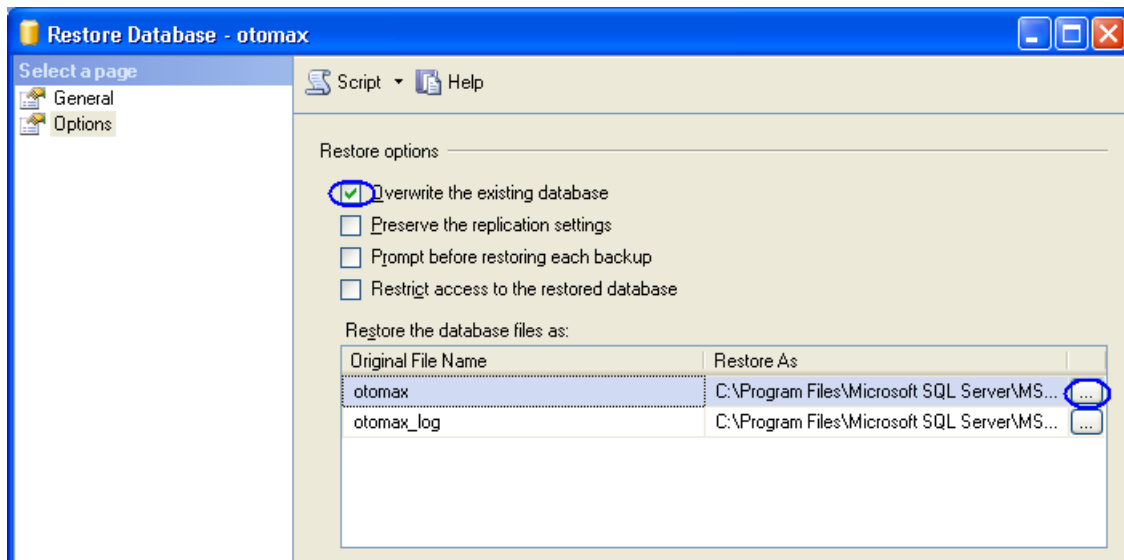 Restore Database - otomax
Select a page
General
Options
Script
Help
Restore options
Overwrite the existing database
Preserve the replication settings
Prompt before restoring each backup
Restrict access to the restored database
Restore the database files as:
Original File Name Restore As
otomax C:\Program Files\Microsoft SQL Server\MS... ...
otomax_log C:\Program Files\Microsoft SQL Server\MS... ...